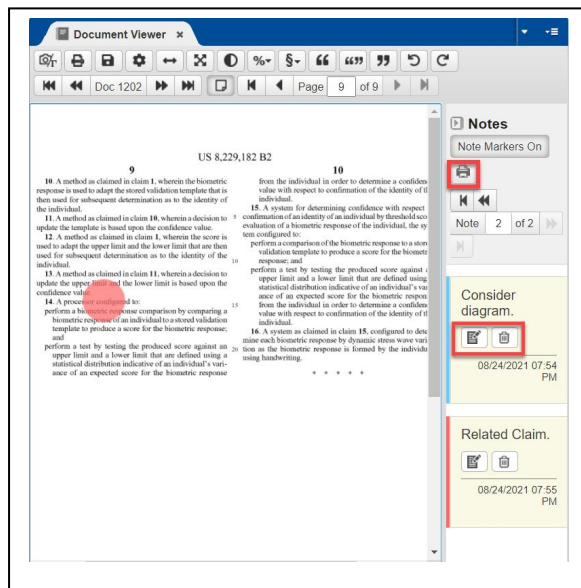 Document Viewer ×
%▾ §▾
Doc 1202
Page 9 of 9
US 8,229,182 B2
9
10. A method as claimed in claim 1, wherein the biometric
response is used to adapt the stored validation template that is
then used for subsequent determination as to the identity of
the individual.
11. A method as claimed in claim 10, wherein a decision to
update the template is based upon the confidence value.
12. A method as claimed in claim 1, wherein the score is
used to adapt the upper limit and the lower limit that are then
used for subsequent determination as to the identity of the
individual.
13. A method as claimed in claim 11, wherein a decision to
update the upper limit and the lower limit is based upon the
confidence value.
14. A processor configured to:
perform a biometric response comparison by comparing a
biometric response of an individual to a stored validation
template to produce a score for the biometric response;
and
perform a test by testing the produced score against an
upper limit and a lower limit that are defined using a
statistical distribution indicative of an individual's vari-
ance of an expected score for the biometric response
5
10
15
20
10
from the individual in order to determine a confiden
value with respect to confirmation of the identity of th
individual.
15. A system for determining confidence with respect
confirmation of an identity of an individual by threshold sco
evaluation of a biometric response of the individual, the sy
tem configured to:
perform a comparison of the biometric response to a store
validation template to produce a score for the biometr
response; and
perform a test by testing the produced score against
upper limit and a lower limit that are defined using
statistical distribution indicative of an individual's va
ance of an expected score for the biometric respon
from the individual in order to determine a confiden
value with respect to confirmation of the identity of t
individual.
16. A system as claimed in claim 15, configured to dete
mine each biometric response by dynamic stress wave vari
tion as the biometric response is formed by the individu
using handwriting.
* * * * *
Notes
Note Markers On
Note 2 of 2
Consider
diagram.
08/24/2021 07:54
PM
Related Claim.
08/24/2021 07:55
PM